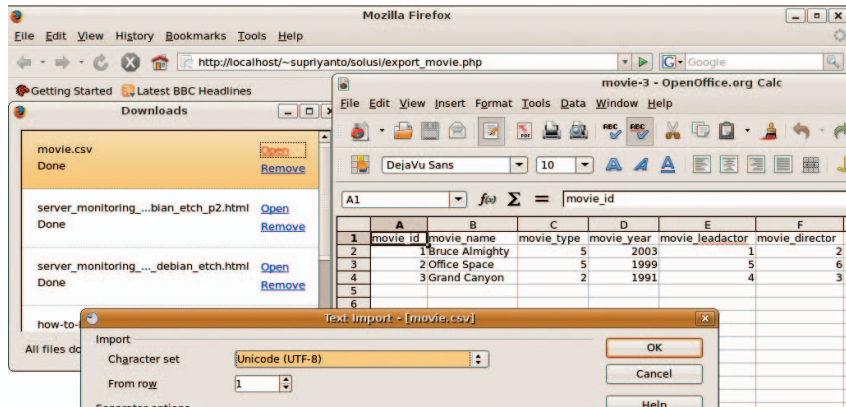 Mozilla Firefox
File Edit View History Bookmarks Tools Help
http://localhost/~supriyanto/solusi/export_movie.php
G Google
Getting Started Latest BBC Headlines
Downloads
movie.csv Open
Done Remove
server_monitoring_...bian_etch_p2.html Open
Done Remove
server_monitoring_..._debian_etch.html Open
Done Remove
how-to-
All files do
movie-3 - OpenOffice.org Calc
File Edit View Insert Format Tools Data Window Help
PDF ABC ABC
DejaVu Sans 10 A A A
A1 f(x) Σ = movie_id
A B C D E F
1 movie_id movie_name movie_type movie_year movie_leadactor movie_director
2 1 Bruce Almighty 5 2003 1 2
3 2 Office Space 5 1999 5 6
4 3 Grand Canyon 2 1991 4 3
5
6
Text Import - [movie.csv]
Import
Character set Unicode (UTF-8)
From row 1
Separator options
OK
Cancel
Help